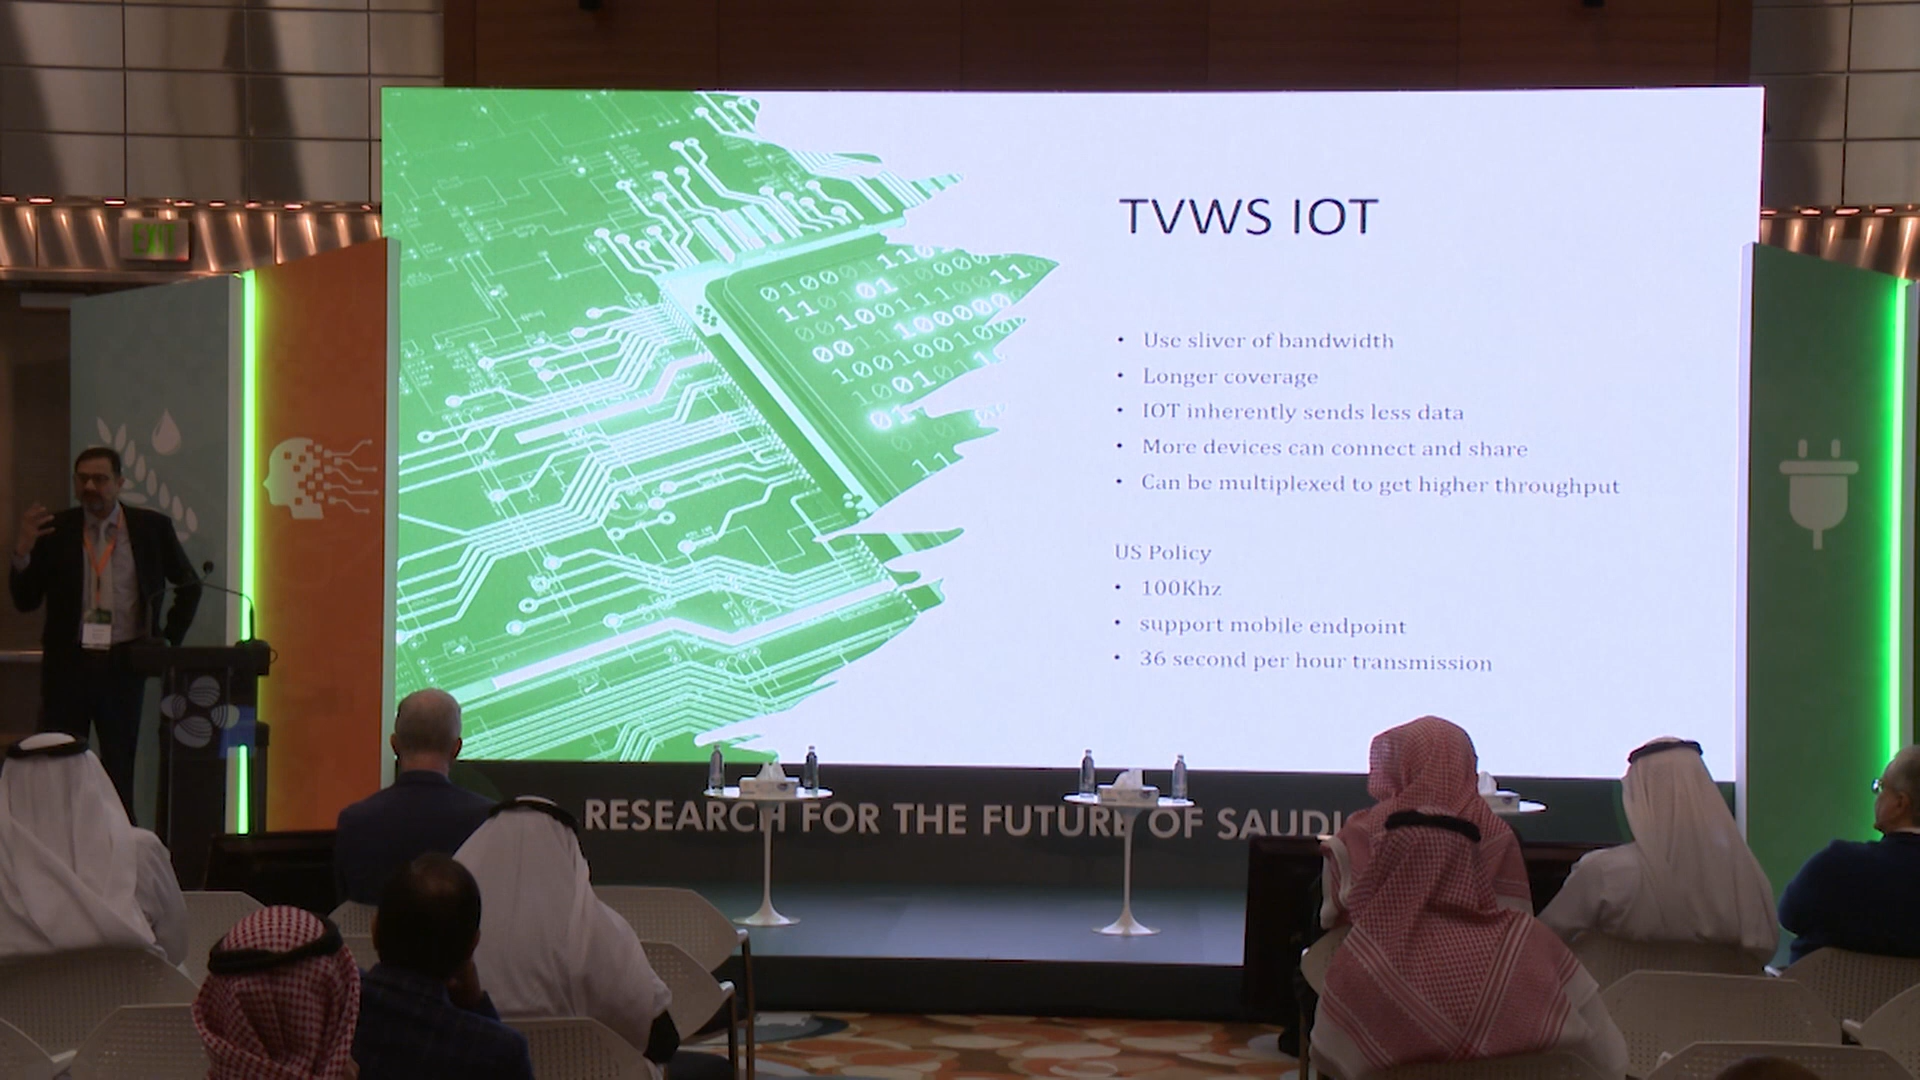 EXIT
TVWS IOT
• Use sliver of bandwidth
• Longer coverage
• IOT inherently sends less data
• More devices can connect and share
• Can be multiplexed to get higher throughput
US Policy
• 100Khz
• support mobile endpoint
• 36 second per hour transmission
RESEARCH FOR THE FUTURE OF SAUDI